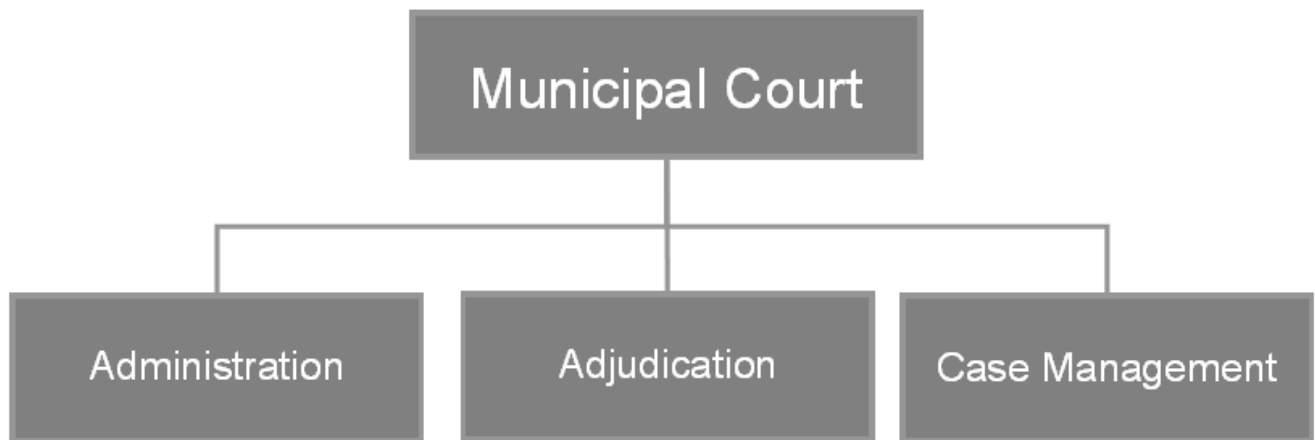 Municipal Court
Administration
Adjudication
Case Management